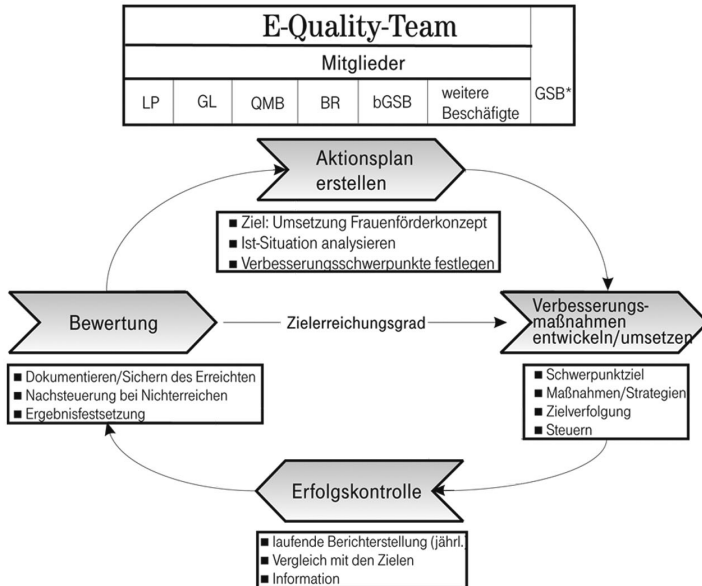 E-Quality-Team
Mitglieder
LP GL QMB BR bGSB weitere
Beschäftigte
GSB*
Aktionsplan
erstellen
■ Ziel: Umsetzung Frauenförderkonzept
■ Ist-Situation analysieren
■ Verbesserungsschwerpunkte festlegen
Bewertung
Zielerreichungsgrad
Verbesserungs-
maßnahmen
entwickeln/umsetzen
■ Dokumentieren/Sichern des Erreichten
■ Nachsteuerung bei Nichterreichen
■ Ergebnisfestsetzung
■ Schwerpunktziel
■ Maßnahmen/Strategien
■ Zielverfolgung
■ Steuern
Erfolgskontrolle
■ laufende Berichterstellung (jährl.)
■ Vergleich mit den Zielen
■ Information